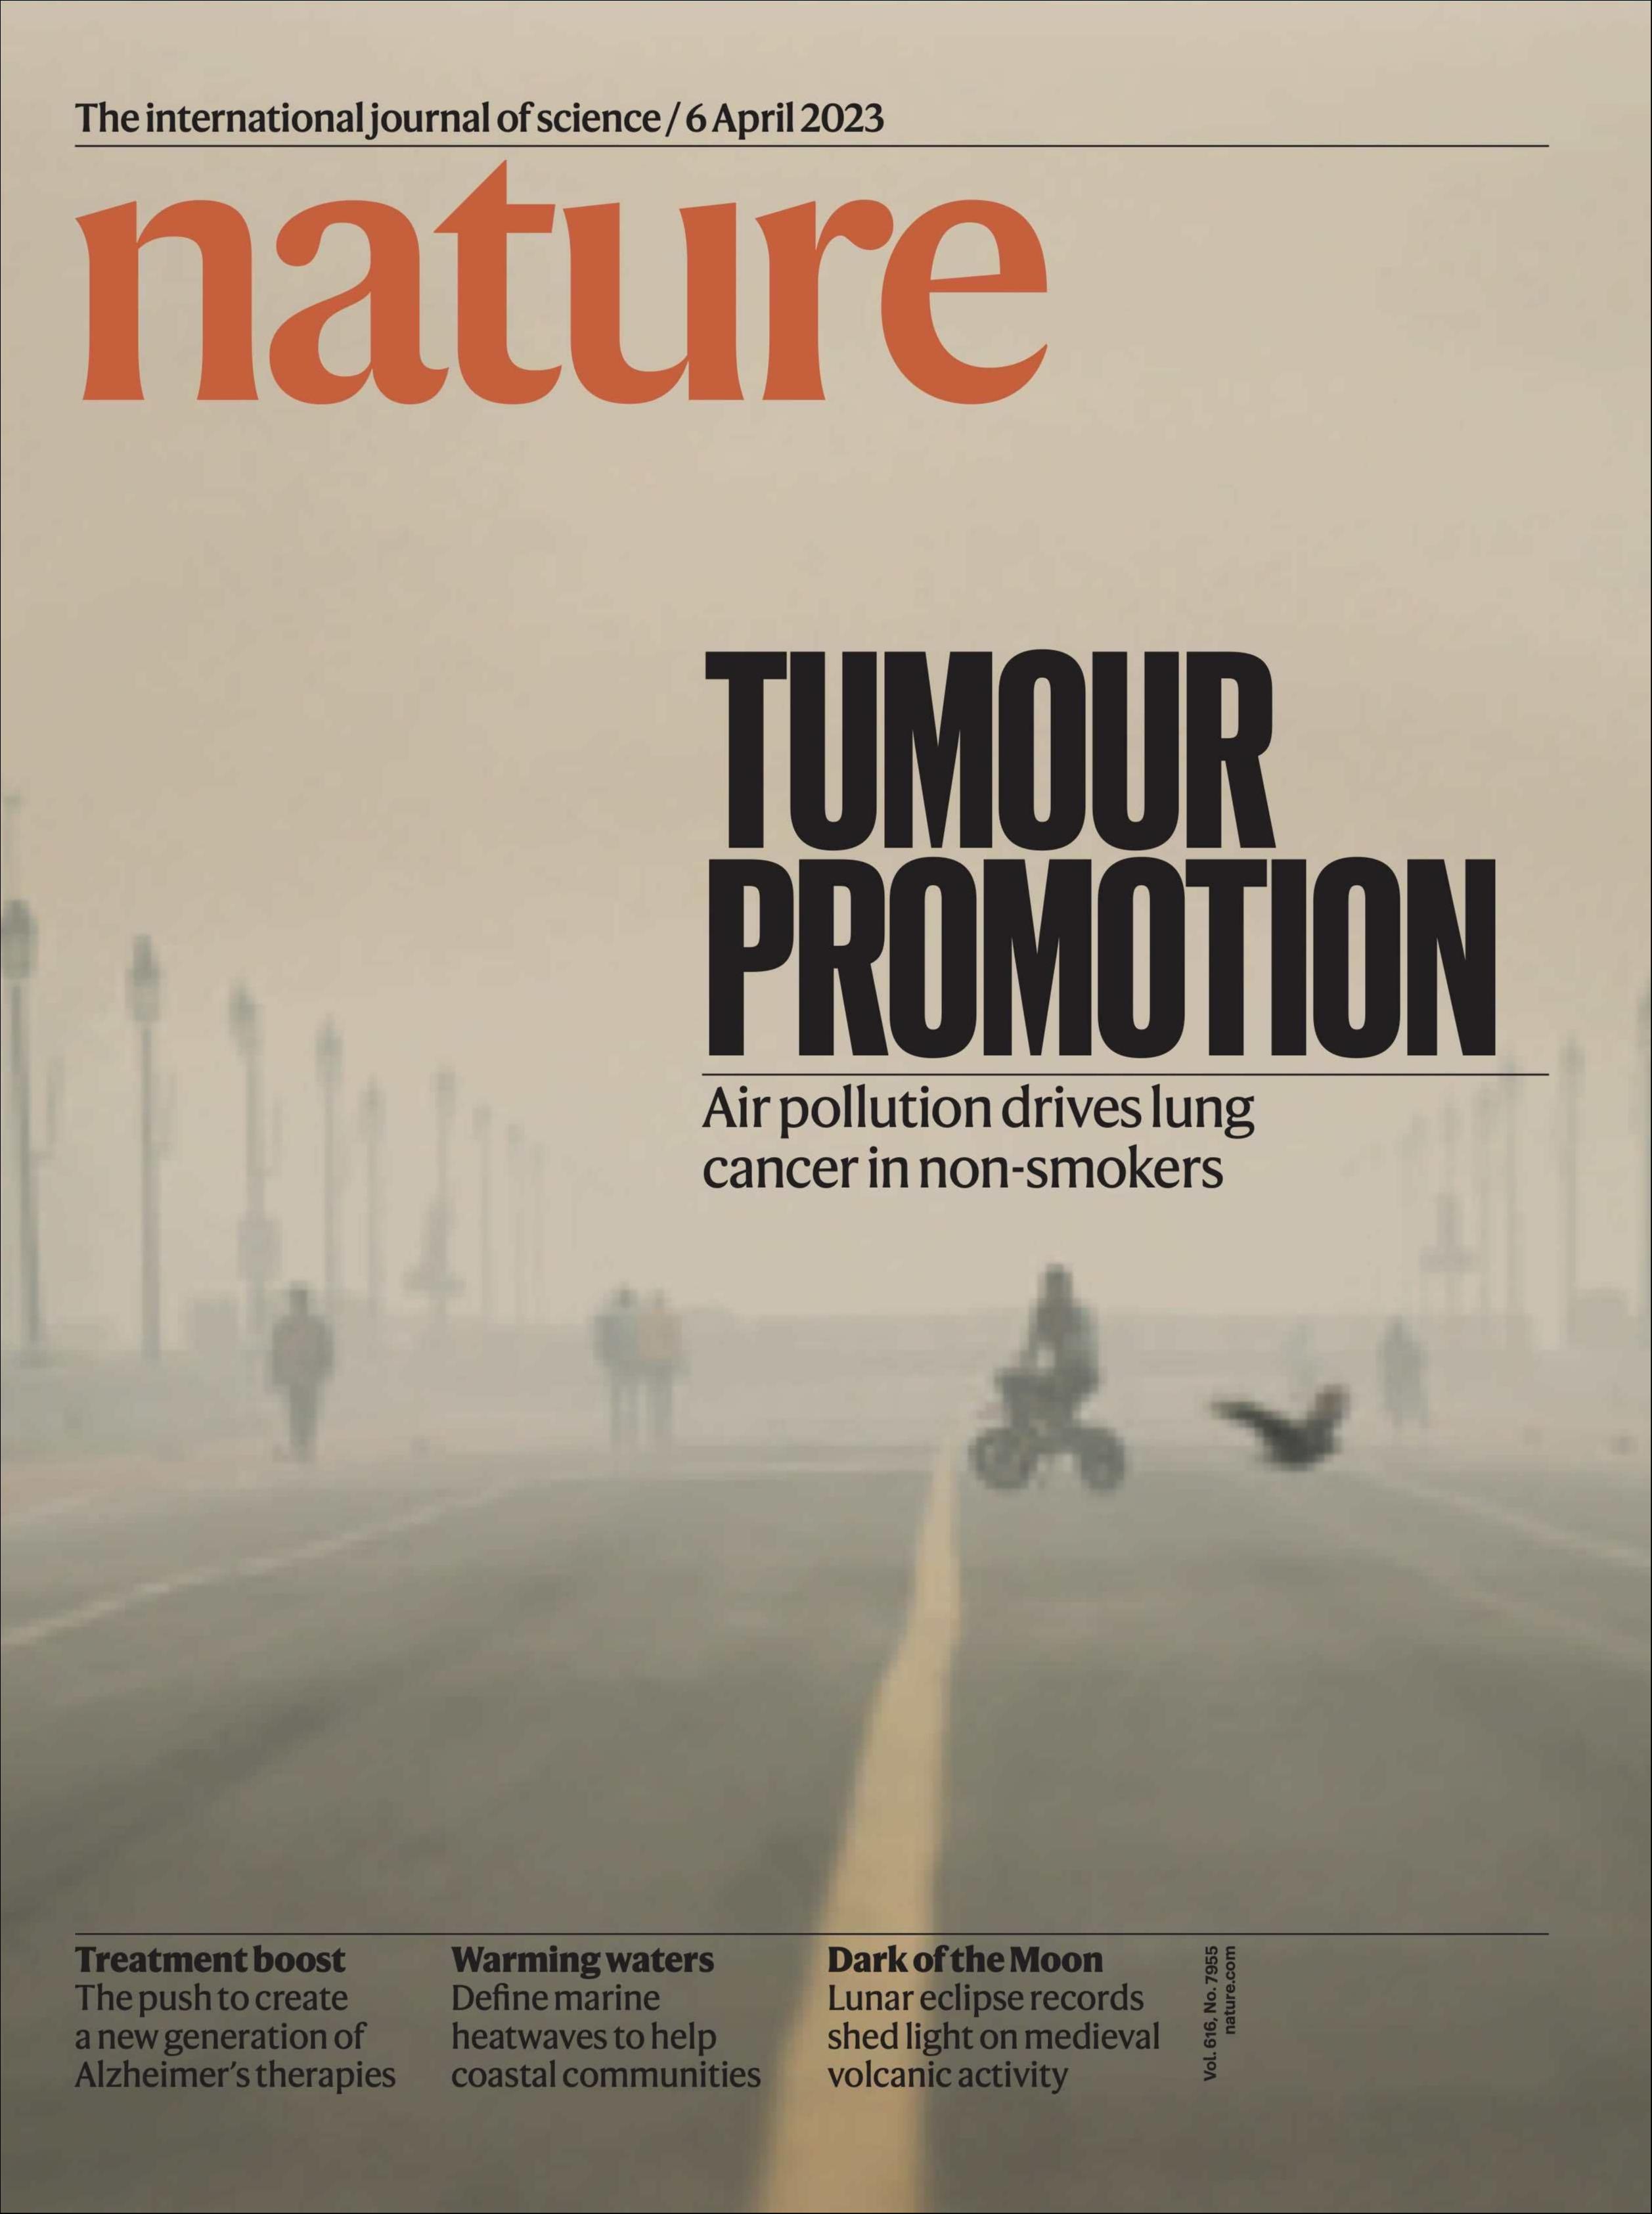 The international journal of science / 6 April 2023
nature
TUMOUR
PROMOTION
Air pollution drives lung
cancer in non-smokers
Treatment boost
The push to create
a new generation of
Alzheimer’s therapies
Warming waters
Define marine
heatwaves to help
coastal communities
Dark of the Moon
Lunar eclipse records
shed light on medieval
volcanic activity
Vol. 616, No. 7955
nature.com